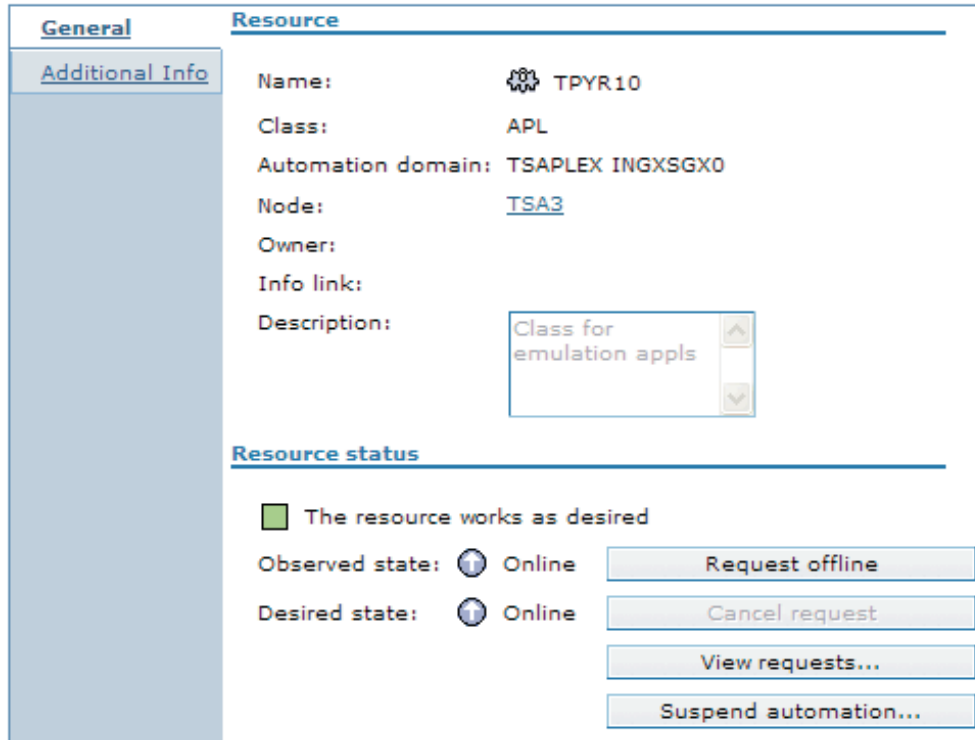 General
Additional Info
Resource
Name: TPYR10
Class: APL
Automation domain: TSAPLEX INGXSGX0
Node: TSA3
Owner:
Info link:
Description: Class for
emulation appls
Resource status
The resource works as desired
Observed state: Online Request offline
Desired state: Online Cancel request
View requests...
Suspend automation...